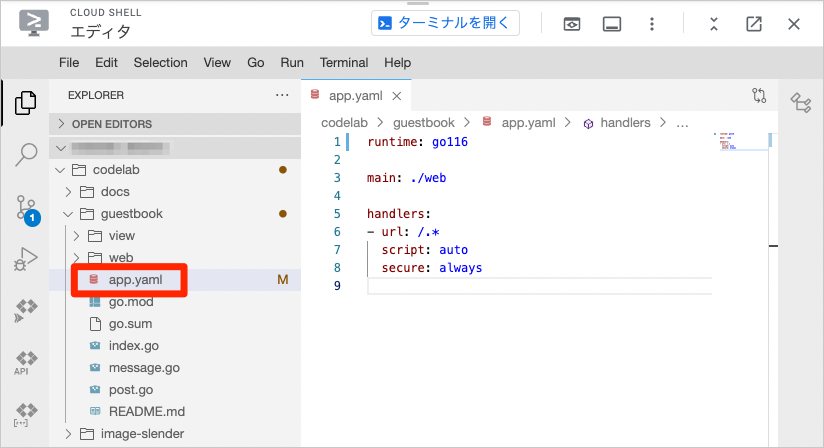 CLOUD SHELL
エディタ
ターミナルを開く
File Edit Selection View Go Run Terminal Help
EXPLORER
OPEN EDITORS
codelab
docs
guestbook
view
web
app.yaml M
go.mod
go.sum
index.go
message.go
post.go
README.md
image-slender
1
API
app.yaml
codelab > guestbook > app.yaml > handlers > ...
1 runtime: go116
2
3 main: ./web
4
5 handlers:
6 - url: /.*
7 script: auto
8 secure: always
9